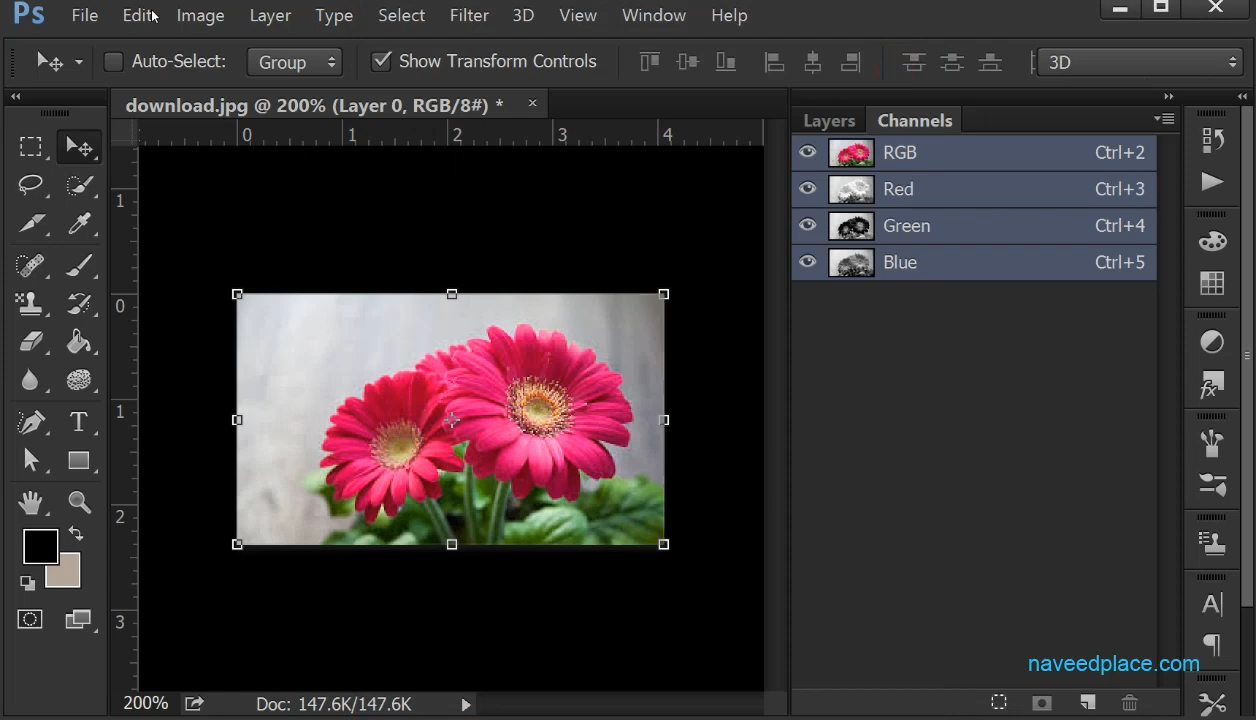 Ps File Edit Image Layer Type Select Filter 3D View Window Help
Auto-Select: Group Show Transform Controls 3D
download.jpg @ 200% (Layer 0, RGB/8#) * ×
Layers Channels
0 1 2 3 4
RGB Ctrl+2
Red Ctrl+3
Green Ctrl+4
Blue Ctrl+5
1
0
1
2
3
naveedplace.com
200% Doc: 147.6K/147.6K